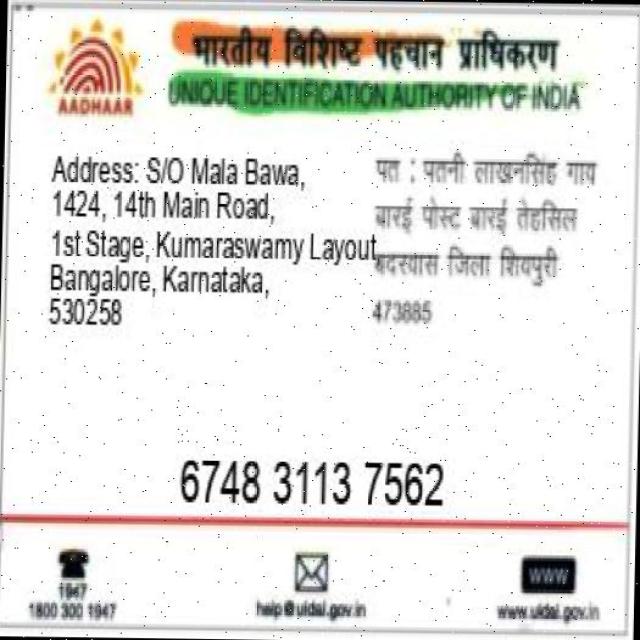 भारतीय विशिष्ट पहचान प्राधिकरण
AADHAAR
UNIQUE IDENTIFICATION AUTHORITY OF INDIA
Address: S/O Mala Bawa,
1424, 14th Main Road,
1st Stage, Kumaraswamy Layout
Bangalore, Karnataka,
530258
पत : पतनी लाखनसिंह गाय
बारई पोस्ट बारई तेहसिल
बदरवास जिला शिवपुरी
473885
6748 3113 7562
1947
1800 300 1947
help@uidai.gov.in
WWW
www.uidai.gov.in